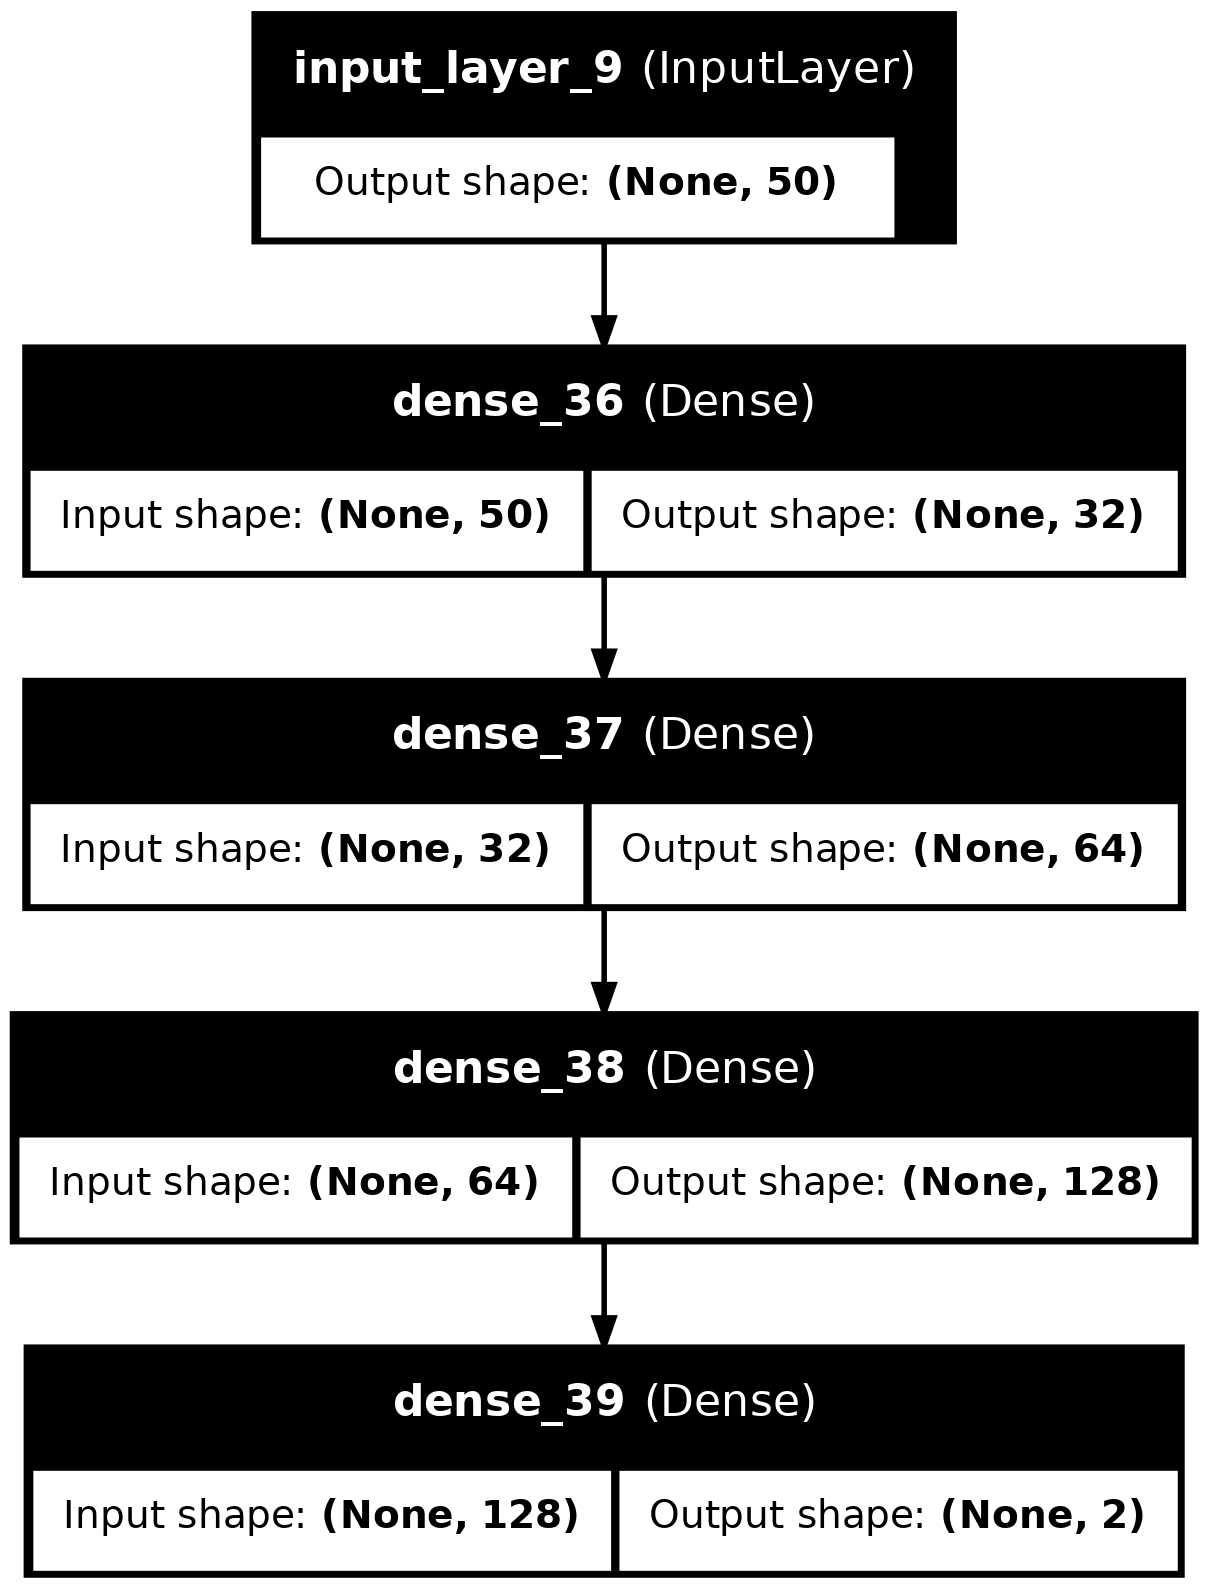 input_layer_9 (InputLayer)
Output shape: (None, 50)
dense_36 (Dense)
Input shape: (None, 50) Output shape: (None, 32)
dense_37 (Dense)
Input shape: (None, 32) Output shape: (None, 64)
dense_38 (Dense)
Input shape: (None, 64) Output shape: (None, 128)
dense_39 (Dense)
Input shape: (None, 128) Output shape: (None, 2)